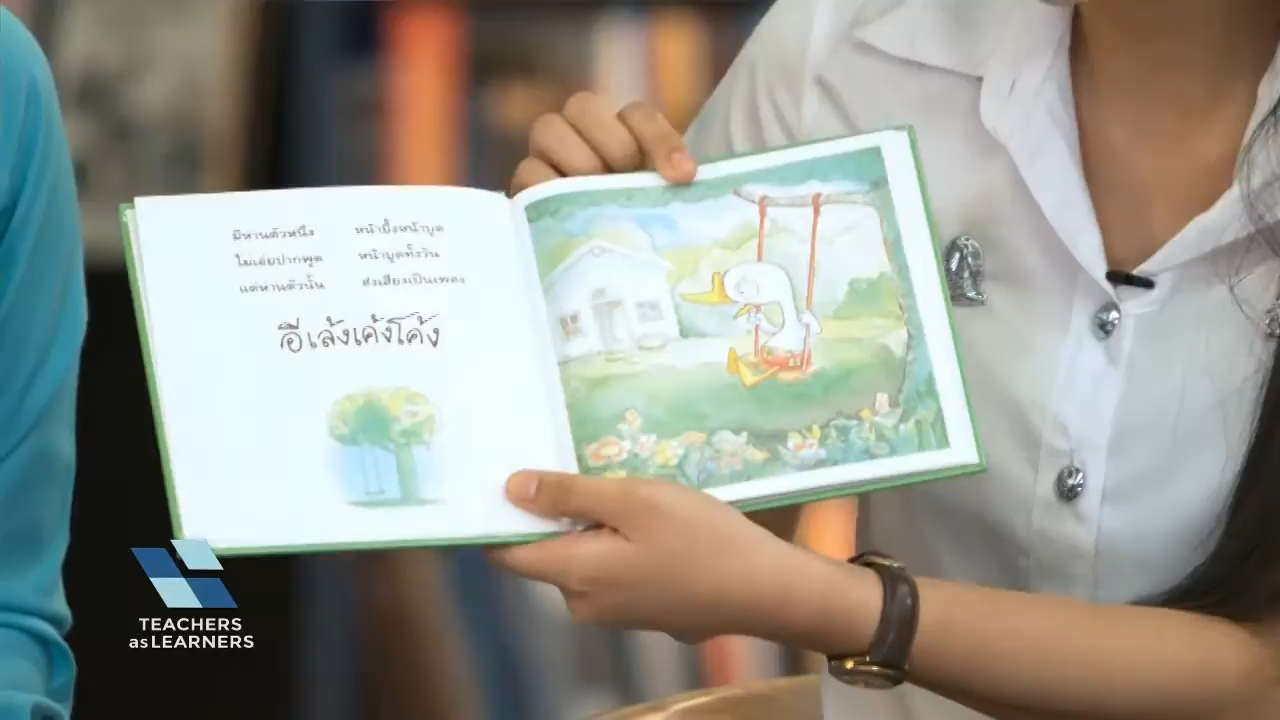 มีห่านตัวหนึ่ง หน้าบึ้งหน้าบูด
ไม่เอ่ยปากพูด หน้าบูดทั้งวัน
แต่ห่านตัวนั้น ส่งเสียงเป็นเพลง
อีเล้งเค้งโค้ง
TEACHERS
as LEARNERS